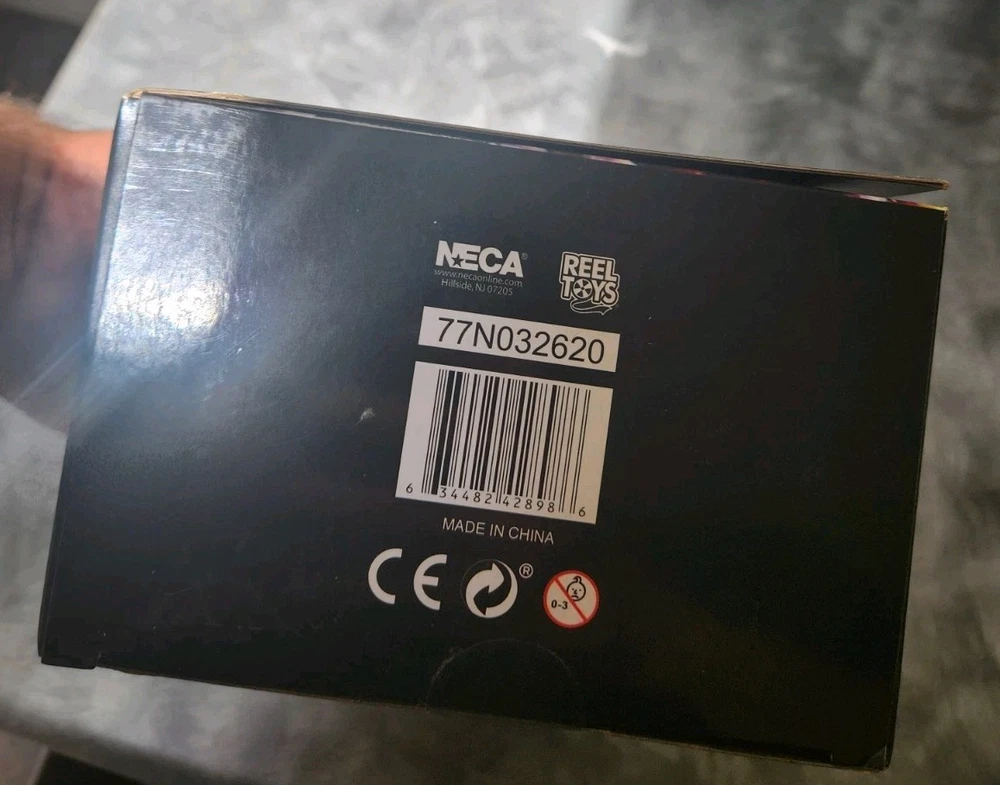 NECA®
www.necaonline.com
Hillside, NJ 07205
REEL
TOYS
77N032620
6 34482 42898 6
MADE IN CHINA
CE
®
0-3